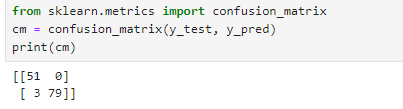 from sklearn.metrics import confusion_matrix
cm = confusion_matrix(y_test, y_pred)
print(cm)
[[51  0]
 [ 3 79]]